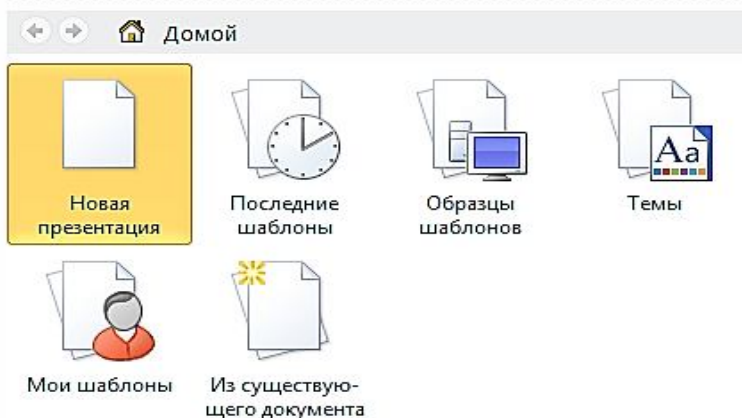 Домой
Новая
презентация
Последние
шаблоны
Образцы
шаблонов
Темы
Aa
Мои шаблоны
Из существую-
щего документа